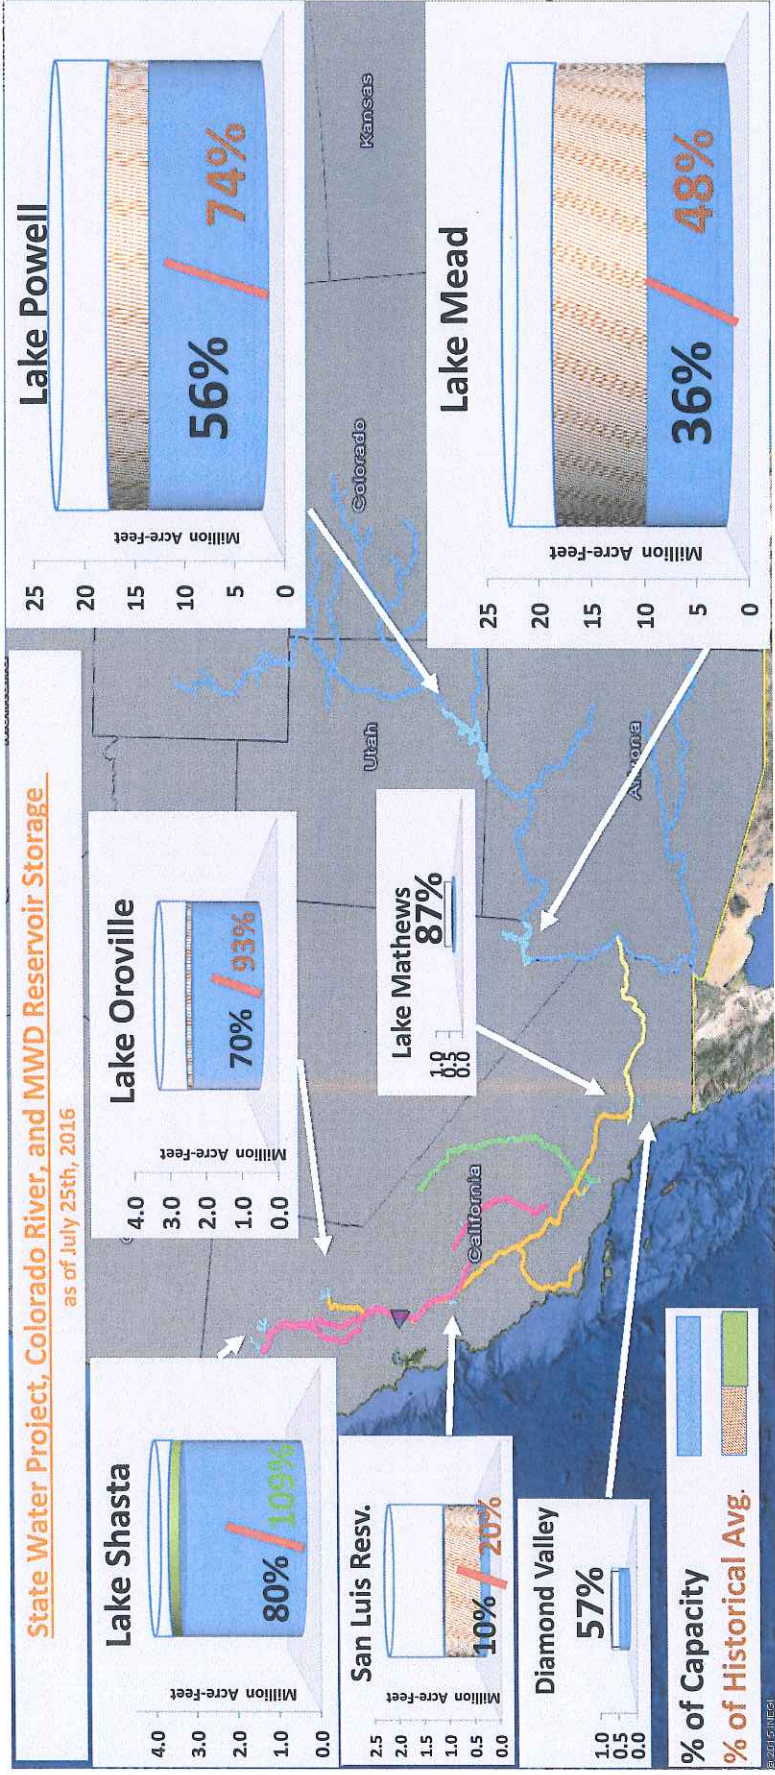 State Water Project, Colorado River, and MWD Reservoir Storage
as of July 25th, 2016
Lake Shasta
4.0
3.0
2.0
1.0
0.0
Million Acre-Feet
80% / 109%
San Luis Resv.
2.5
2.0
1.5
1.0
0.5
0.0
Million Acre-Feet
10% / 20%
Diamond Valley
1.0
0.5
0.0
57%
% of Capacity
% of Historical Avg.
Lake Oroville
4.0
3.0
2.0
1.0
0.0
Million Acre-Feet
70% / 93%
Lake Mathews
1.0
0.5
0.0
87%
Lake Powell
25
20
15
10
5
0
Million Acre-Feet
56% / 74%
Lake Mead
25
20
15
10
5
0
Million Acre-Feet
36% / 48%
California
Utah
Arizona
Colorado
Kansas
© 2015 INEGI